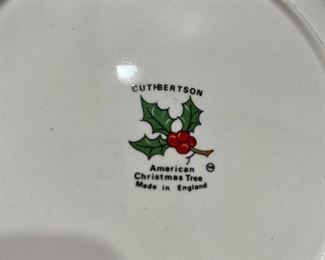 CUTHBERTSON
American
Christmas Tree
Made in England